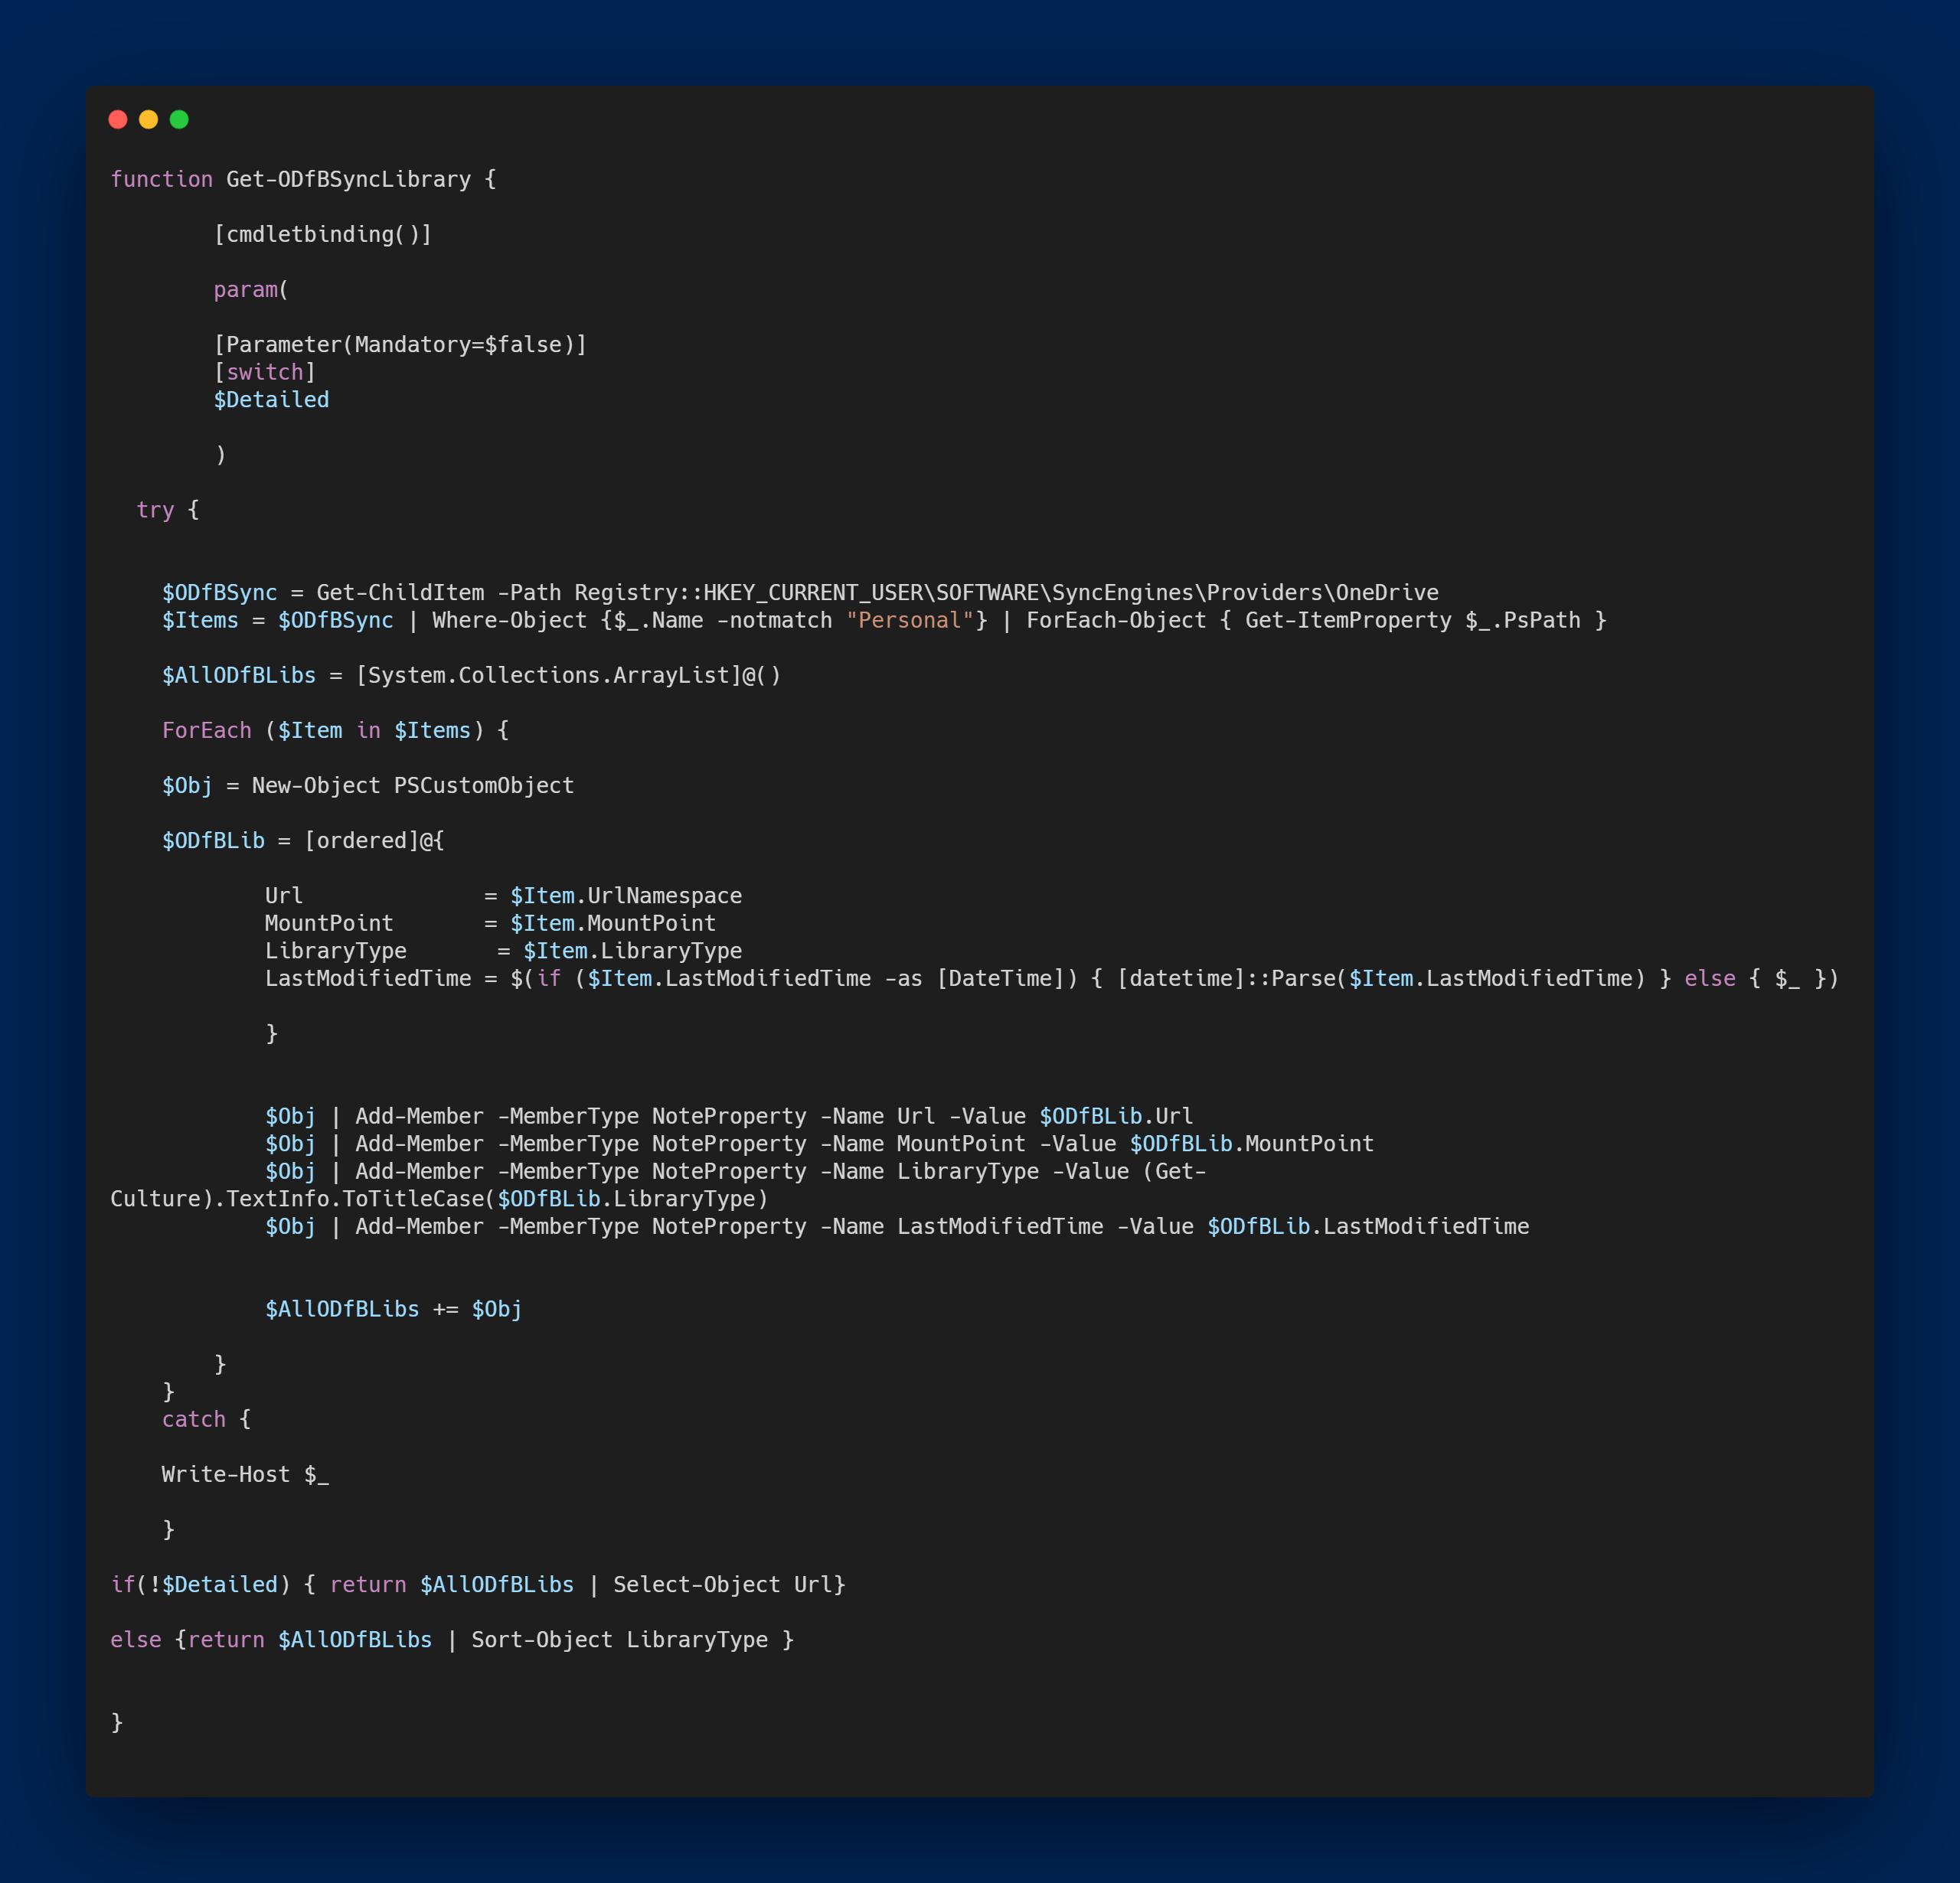 function Get-ODfBSyncLibrary {
[cmdletbinding()]
param(
[Parameter(Mandatory=$false)]
[switch]
$Detailed
)
try {
$ODfBSync = Get-ChildItem -Path Registry::HKEY_CURRENT_USER\SOFTWARE\SyncEngines\Providers\OneDrive
$Items = $ODfBSync | Where-Object {$_.Name -notmatch "Personal"} | ForEach-Object { Get-ItemProperty $_.PsPath }
$AllODfBLibs = [System.Collections.ArrayList]@()
ForEach ($Item in $Items) {
$Obj = New-Object PSCustomObject
$ODfBLib = [ordered]@{
Url              = $Item.UrlNamespace
MountPoint       = $Item.MountPoint
LibraryType       = $Item.LibraryType
LastModifiedTime = $(if ($Item.LastModifiedTime -as [DateTime]) { [datetime]::Parse($Item.LastModifiedTime) } else { $_ })
}
$Obj | Add-Member -MemberType NoteProperty -Name Url -Value $ODfBLib.Url
$Obj | Add-Member -MemberType NoteProperty -Name MountPoint -Value $ODfBLib.MountPoint
$Obj | Add-Member -MemberType NoteProperty -Name LibraryType -Value (Get-
Culture).TextInfo.ToTitleCase($ODfBLib.LibraryType)
$Obj | Add-Member -MemberType NoteProperty -Name LastModifiedTime -Value $ODfBLib.LastModifiedTime
$AllODfBLibs += $Obj
}
}
catch {
Write-Host $_
}
if(!$Detailed) { return $AllODfBLibs | Select-Object Url}
else {return $AllODfBLibs | Sort-Object LibraryType }
}